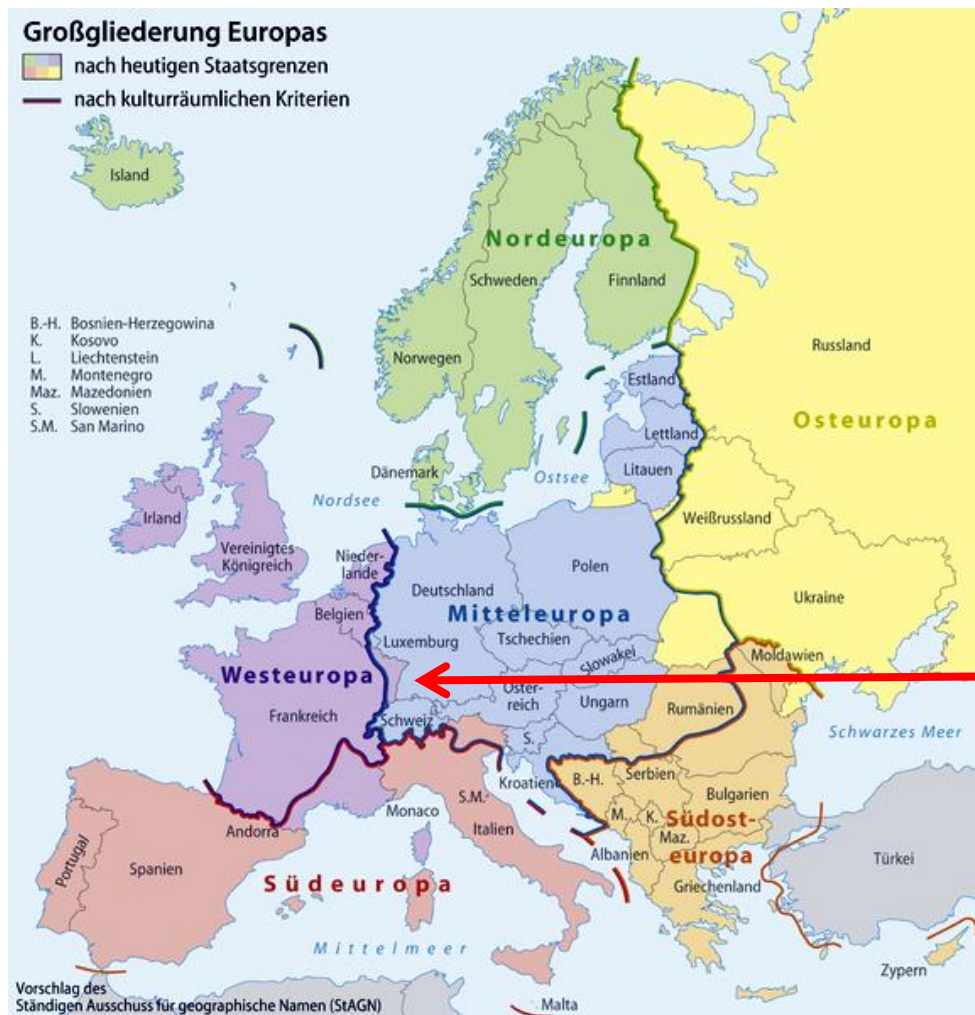 Großgliederung Europas
nach heutigen Staatsgrenzen
nach kulturräumlichen Kriterien
Island
Nordeuropa
Schweden
Finnland
B.-H. Bosnien-Herzegowina
K. Kosovo
L. Liechtenstein
M. Montenegro
Maz. Mazedonien
S. Slowenien
S.M. San Marino
Norwegen
Russland
Estland
Osteuropa
Lettland
Dänemark
Ostsee
Litauen
Nordsee
Irland
Weißrussland
Vereinigtes
Königreich
Nieder-
lande
Deutschland
Polen
Ukraine
Belgien
Mitteleuropa
Luxemburg
Tschechien
Slowakei
Moldawien
Westeuropa
Öster-
reich
Ungarn
Rumänien
Frankreich
Schweiz
Schwarzes Meer
S.
Kroatien
B.-H.
Serbien
Bulgarien
Monaco
S.M.
Italien
M.
K.
Südost-
europa
Maz.
Andorra
Albanien
Portugal
Spanien
Türkei
Südeuropa
Griechenland
Mittelmeer
Zypern
Vorschlag des
Ständigen Ausschuss für geographische Namen (StAGN)
Malta